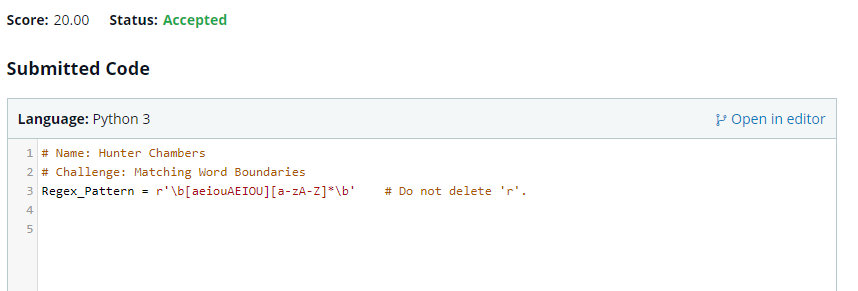 Score: 20.00 Status: Accepted
Submitted Code
Language: Python 3 Open in editor
1 # Name: Hunter Chambers
2 # Challenge: Matching Word Boundaries
3 Regex_Pattern = r'\b[aeiouAEIOU][a-zA-Z]*\b' # Do not delete 'r'.
4
5